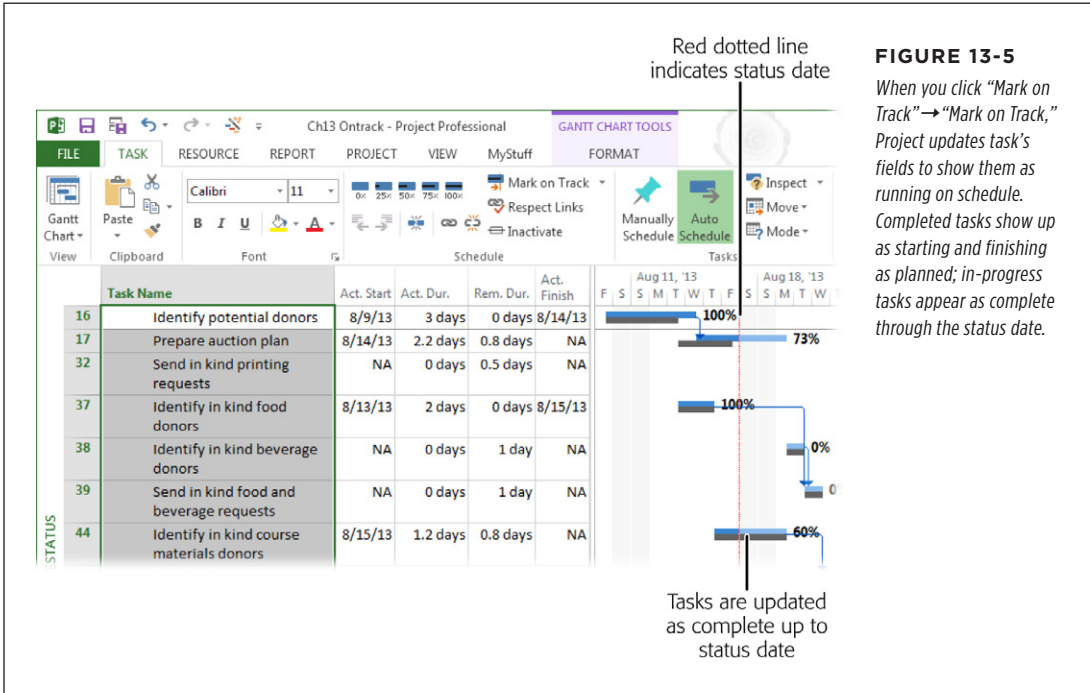 Red dotted line
indicates status date
FIGURE 13-5
When you click “Mark on
Track”→“Mark on Track,”
Project updates task’s
fields to show them as
running on schedule.
Completed tasks show up
as starting and finishing
as planned; in-progress
tasks appear as complete
through the status date.
Ch13 Ontrack - Project Professional
GANTT CHART TOOLS
FILE TASK RESOURCE REPORT PROJECT VIEW MyStuff FORMAT
Gantt
Chart
View
Paste
Clipboard
Calibri 11
B I U A
Font
0% 25% 50% 75% 100%
Mark on Track
Respect Links
Inactivate
Schedule
Manually
Schedule
Auto
Schedule
Inspect
Move
Mode
Tasks
Task Name Act. Start Act. Dur. Rem. Dur. Act.
Finish
Aug 11, '13 Aug 18, '13
F S S M T W T F S S M T W
16 Identify potential donors 8/9/13 3 days 0 days 8/14/13 100%
17 Prepare auction plan 8/14/13 2.2 days 0.8 days NA 73%
32 Send in kind printing
requests NA 0 days 0.5 days NA
37 Identify in kind food
donors 8/13/13 2 days 0 days 8/15/13 100%
38 Identify in kind beverage
donors NA 0 days 1 day NA 0%
39 Send in kind food and
beverage requests NA 0 days 1 day NA
44 Identify in kind course
materials donors 8/15/13 1.2 days 0.8 days NA 60%
Tasks are updated
as complete up to
status date